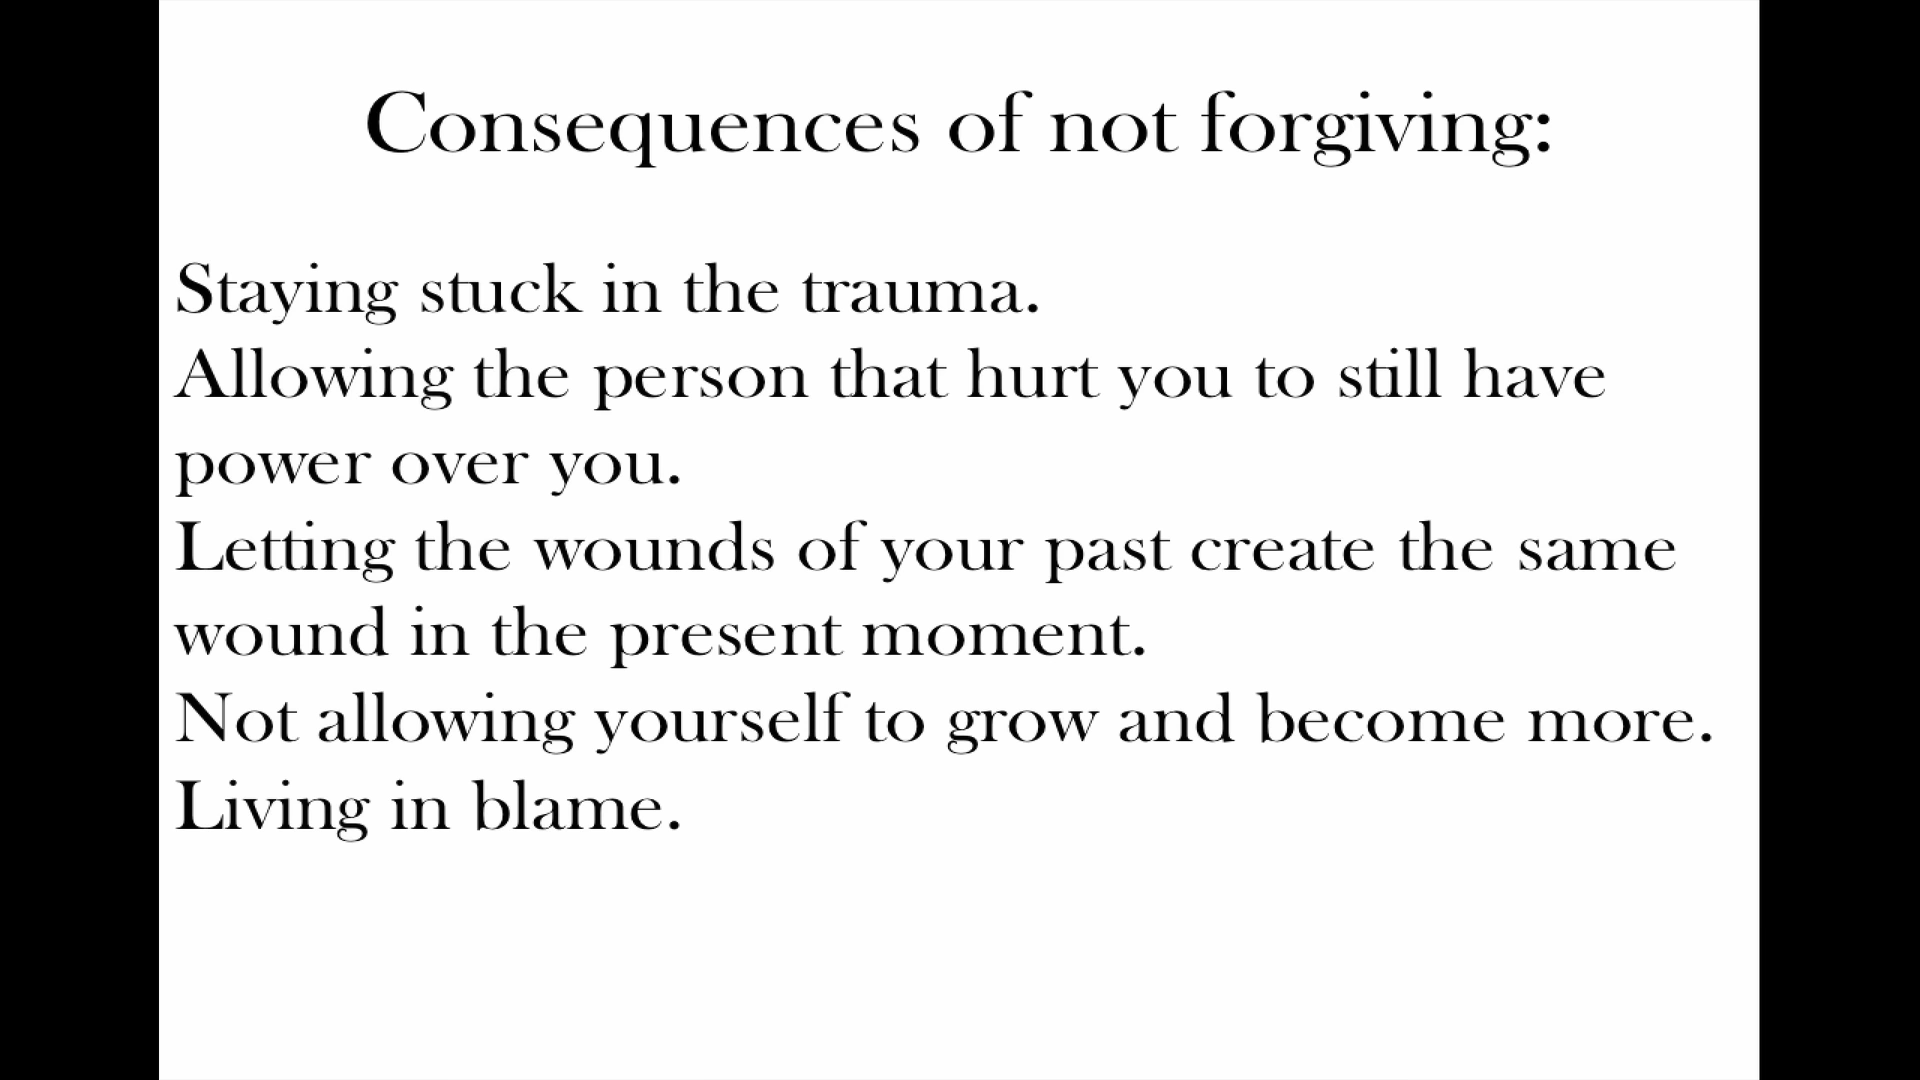 Consequences of not forgiving:
Staying stuck in the trauma.
Allowing the person that hurt you to still have
power over you.
Letting the wounds of your past create the same
wound in the present moment.
Not allowing yourself to grow and become more.
Living in blame.